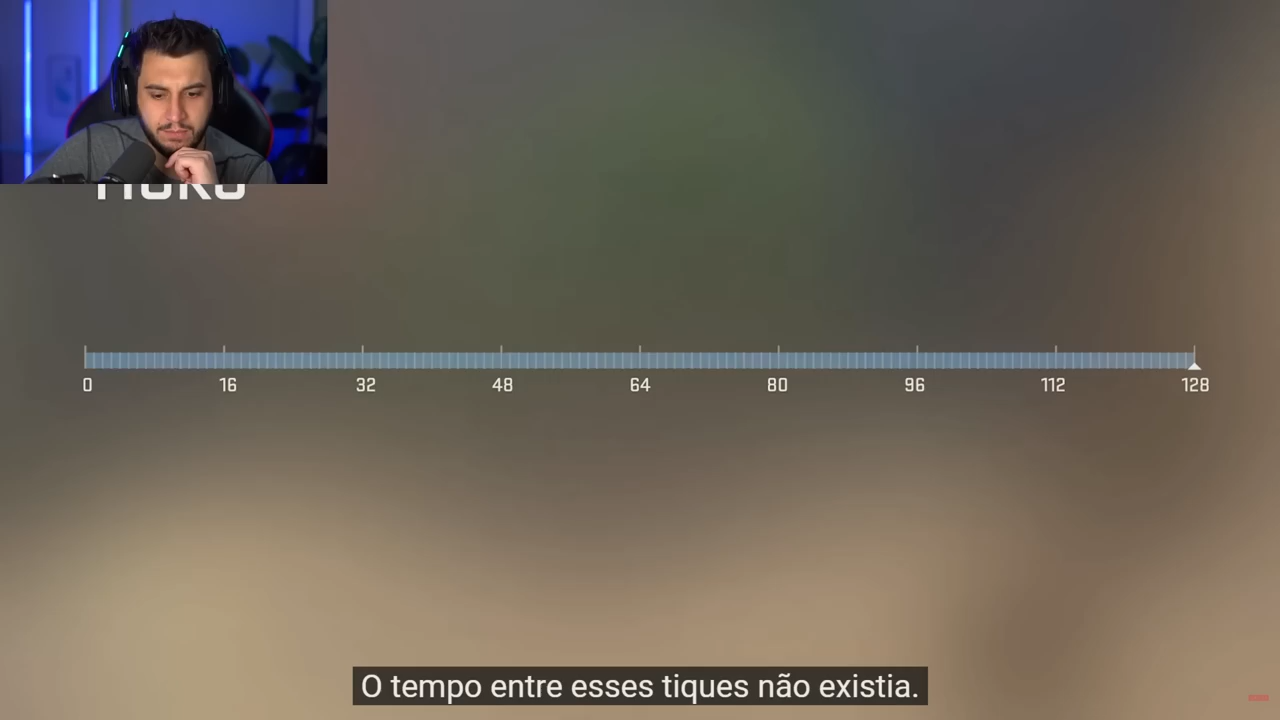 0 16 32 48 64 80 96 112 128
O tempo entre esses tiques não existia.